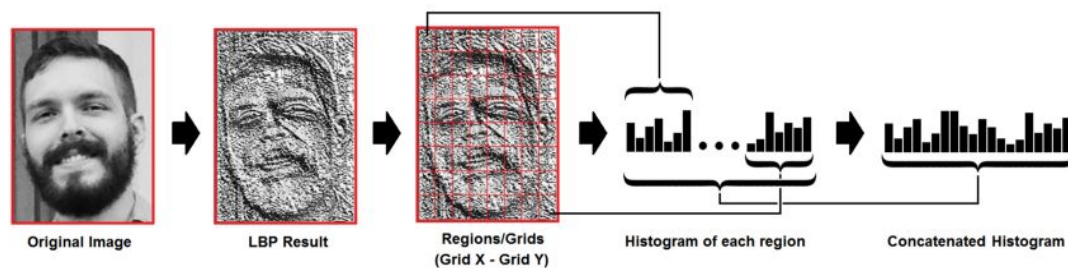 Original Image
LBP Result
Regions/Grids
(Grid X - Grid Y)
Histogram of each region
Concatenated Histogram